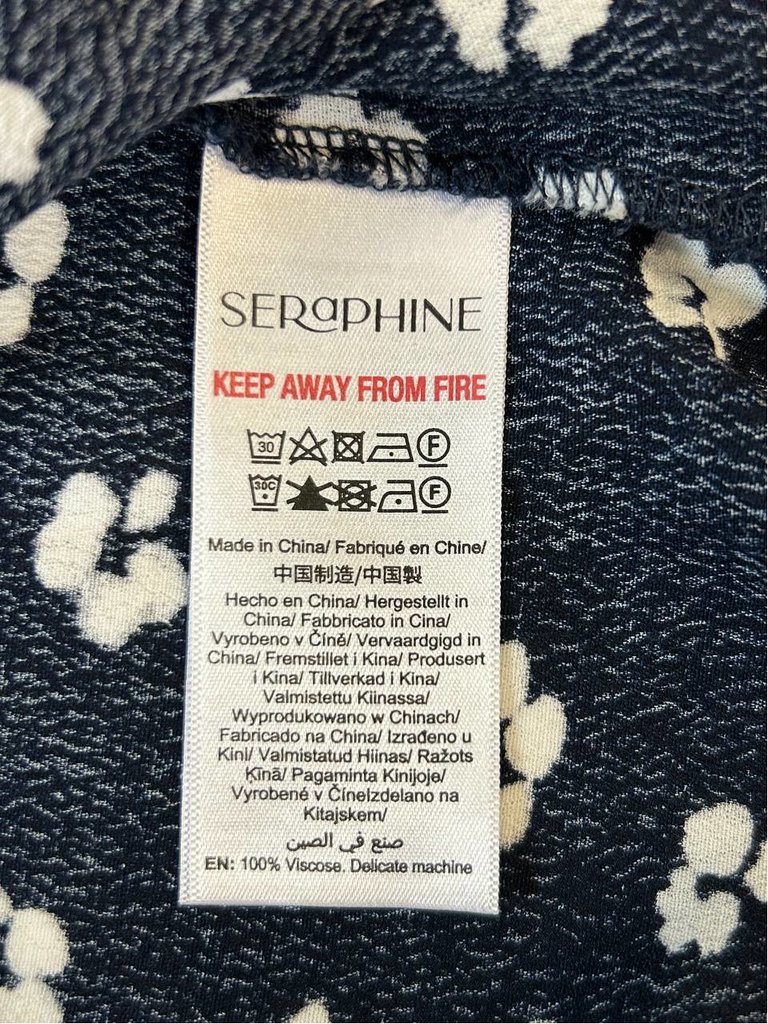 SERaPHINE
KEEP AWAY FROM FIRE
30 F
30C F
Made in China/ Fabriqué en Chine/
中国制造/中国製
Hecho en China/ Hergestellt in
China/ Fabbricato in Cina/
Vyrobeno v Číně/ Vervaardgigd in
China/ Fremstillet i Kina/ Produsert
i Kina/ Tillverkad i Kina/
Valmistettu Kiinassa/
Wyprodukowano w Chinach/
Fabricado na China/ Izrađeno u
Kini/ Valmistatud Hiinas/ Ražots
Ķīnā/ Pagaminta Kinijoje/
Vyrobené v ČíneIzdelano na
Kitajskem/
صنع في الصين
EN: 100% Viscose. Delicate machine